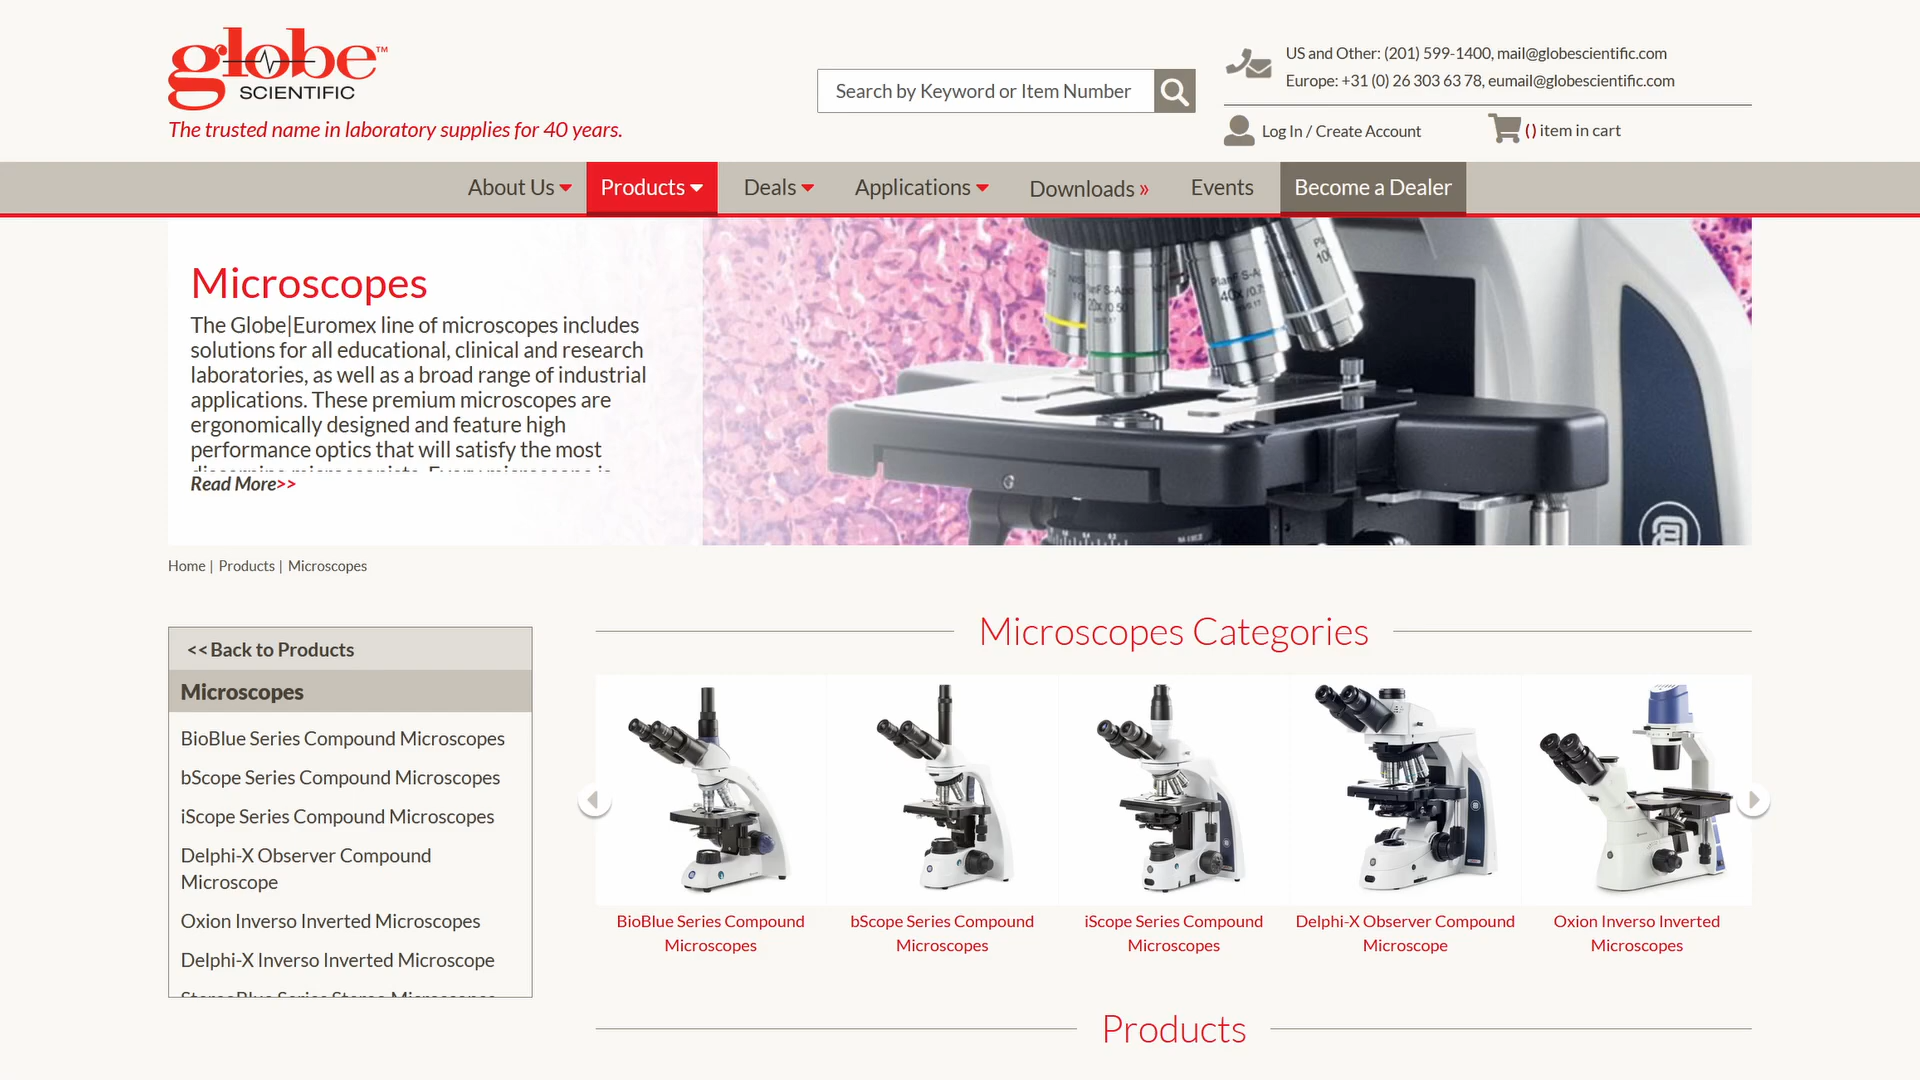 globe™
SCIENTIFIC
The trusted name in laboratory supplies for 40 years.
Search by Keyword or Item Number
US and Other: (201) 599-1400, mail@globescientific.com
Europe: +31 (0) 26 303 63 78, eumail@globescientific.com
Log In / Create Account
() item in cart
About Us
Products
Deals
Applications
Downloads »
Events
Become a Dealer
Microscopes
The Globe|Euromex line of microscopes includes
solutions for all educational, clinical and research
laboratories, as well as a broad range of industrial
applications. These premium microscopes are
ergonomically designed and feature high
performance optics that will satisfy the most
Read More>>
Home | Products | Microscopes
<< Back to Products
Microscopes
BioBlue Series Compound Microscopes
bScope Series Compound Microscopes
iScope Series Compound Microscopes
Delphi-X Observer Compound
Microscope
Oxion Inverso Inverted Microscopes
Delphi-X Inverso Inverted Microscope
Microscopes Categories
BioBlue Series Compound
Microscopes
bScope Series Compound
Microscopes
iScope Series Compound
Microscopes
Delphi-X Observer Compound
Microscope
Oxion Inverso Inverted
Microscopes
Products